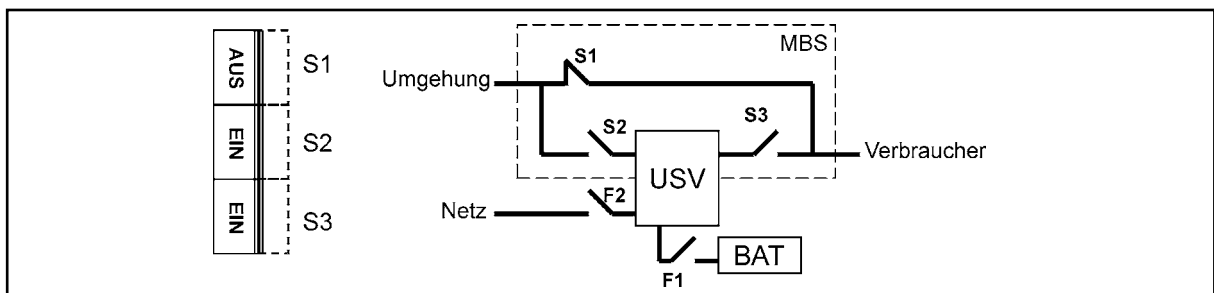 AUS
S1
EIN
S2
EIN
S3
MBS
S1
Umgehung
S2
S3
Verbraucher
USV
F2
Netz
F1
BAT